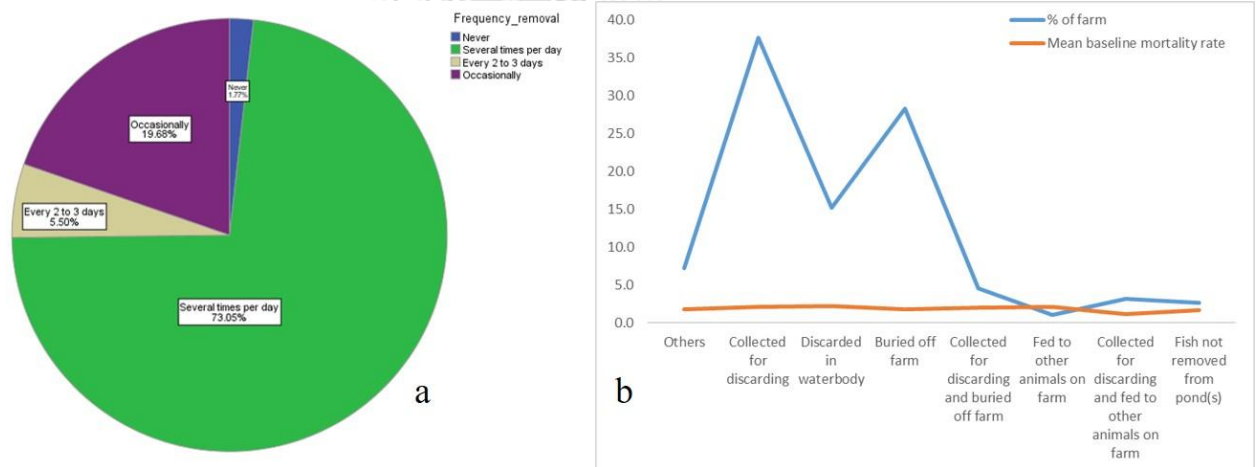 Frequency_removal
Never
Several times per day
Every 2 to 3 days
Occasionally
Never
1.77%
Occasionally
19.68%
Every 2 to 3 days
5.50%
Several times per day
73.05%
a
40.0
35.0
30.0
25.0
20.0
15.0
10.0
5.0
0.0
% of farm
Mean baseline mortality rate
Others
Collected
for
discarding
Discarded
in
waterbody
Buried off
farm
Collected
for
discarding
and buried
off farm
Fed to
other
animals on
farm
Collected
for
discarding
and fed to
other
animals on
farm
Fish not
removed
from
pond(s)
b